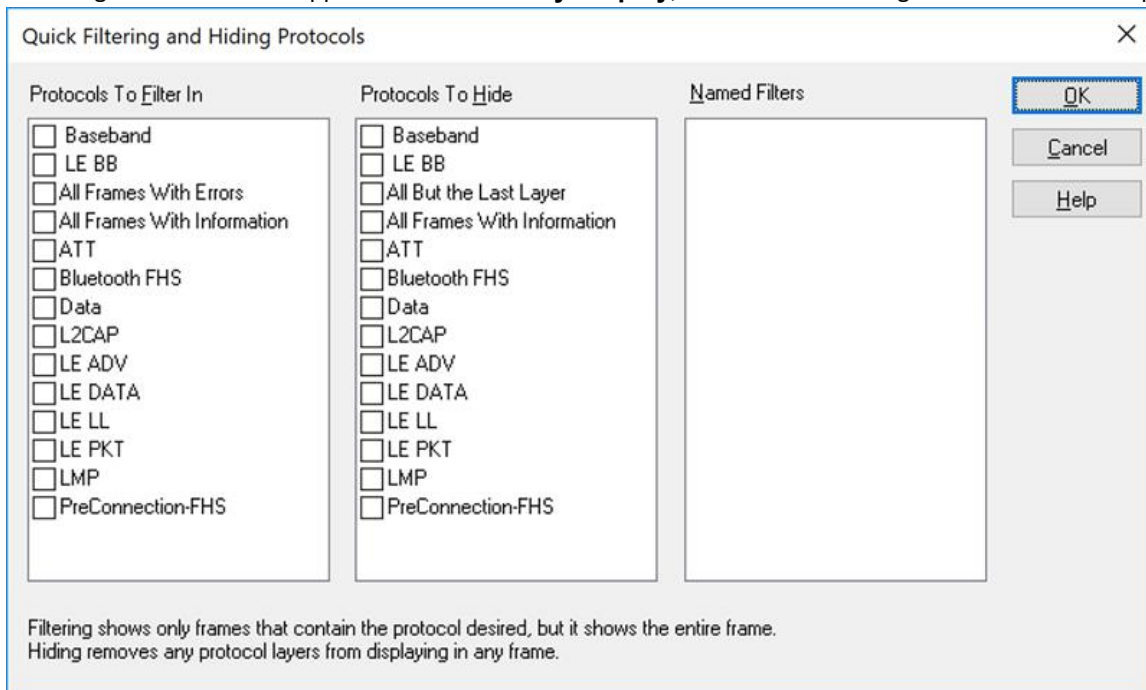 Quick Filtering and Hiding Protocols
Protocols To Filter In
Baseband
LE BB
All Frames With Errors
All Frames With Information
ATT
Bluetooth FHS
Data
L2CAP
LE ADV
LE DATA
LE LL
LE PKT
LMP
PreConnection-FHS
Protocols To Hide
Baseband
LE BB
All But the Last Layer
All Frames With Information
ATT
Bluetooth FHS
Data
L2CAP
LE ADV
LE DATA
LE LL
LE PKT
LMP
PreConnection-FHS
Named Filters
OK
Cancel
Help
Filtering shows only frames that contain the protocol desired, but it shows the entire frame.
Hiding removes any protocol layers from displaying in any frame.